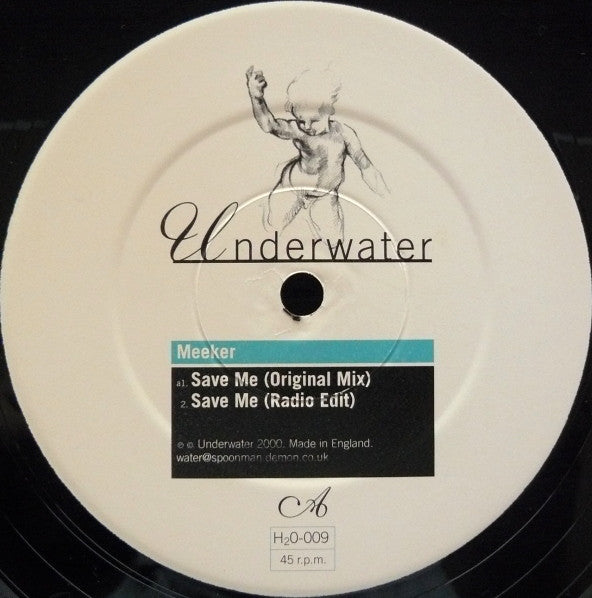 Underwater
Meeker
a1. Save Me (Original Mix)
2. Save Me (Radio Edit)
℗ © Underwater 2000. Made in England.
water@spoonman.demon.co.uk
A
H₂0-009
45 r.p.m.